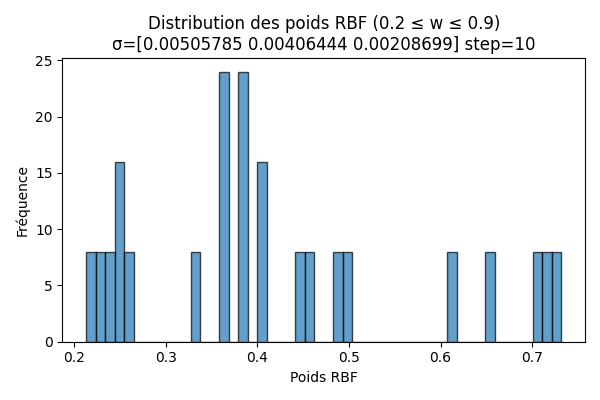 Distribution des poids RBF (0.2 ≤ w ≤ 0.9)
σ=[0.00505785 0.00406444 0.00208699] step=10
25
20
15
10
5
0
Fréquence
0.2 0.3 0.4 0.5 0.6 0.7
Poids RBF